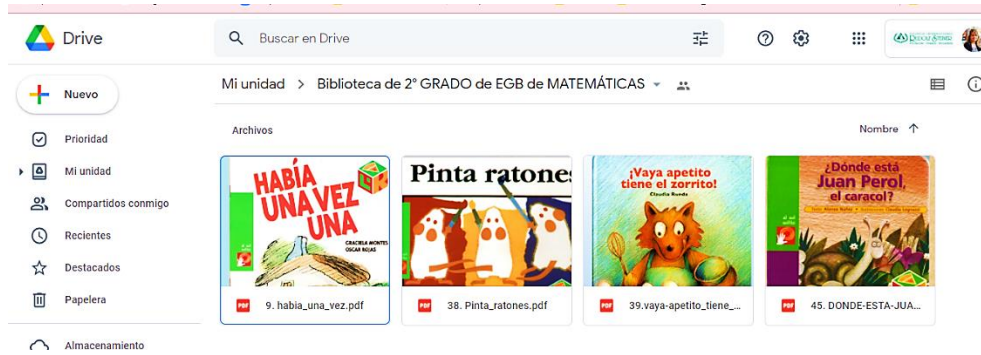 Drive
Buscar en Drive
Nuevo
Mi unidad > Biblioteca de 2° GRADO de EGB de MATEMÁTICAS
Prioridad
Mi unidad
Compartidos conmigo
Recientes
Destacados
Papelera
Almacenamiento
Archivos
Nombre
HABÍA
UNA VEZ
UNA
GRACIELA MONTES
OSCAR ROJAS
PDF 9. habia_una_vez.pdf
Pinta ratones
PDF 38. Pinta_ratones.pdf
¡Vaya apetito
tiene el zorrito!
Claudia Rueda
PDF 39.vaya-apetito_tiene_...
¿Dónde está
Juan Perol,
el caracol?
PDF 45. DONDE-ESTA-JUA...